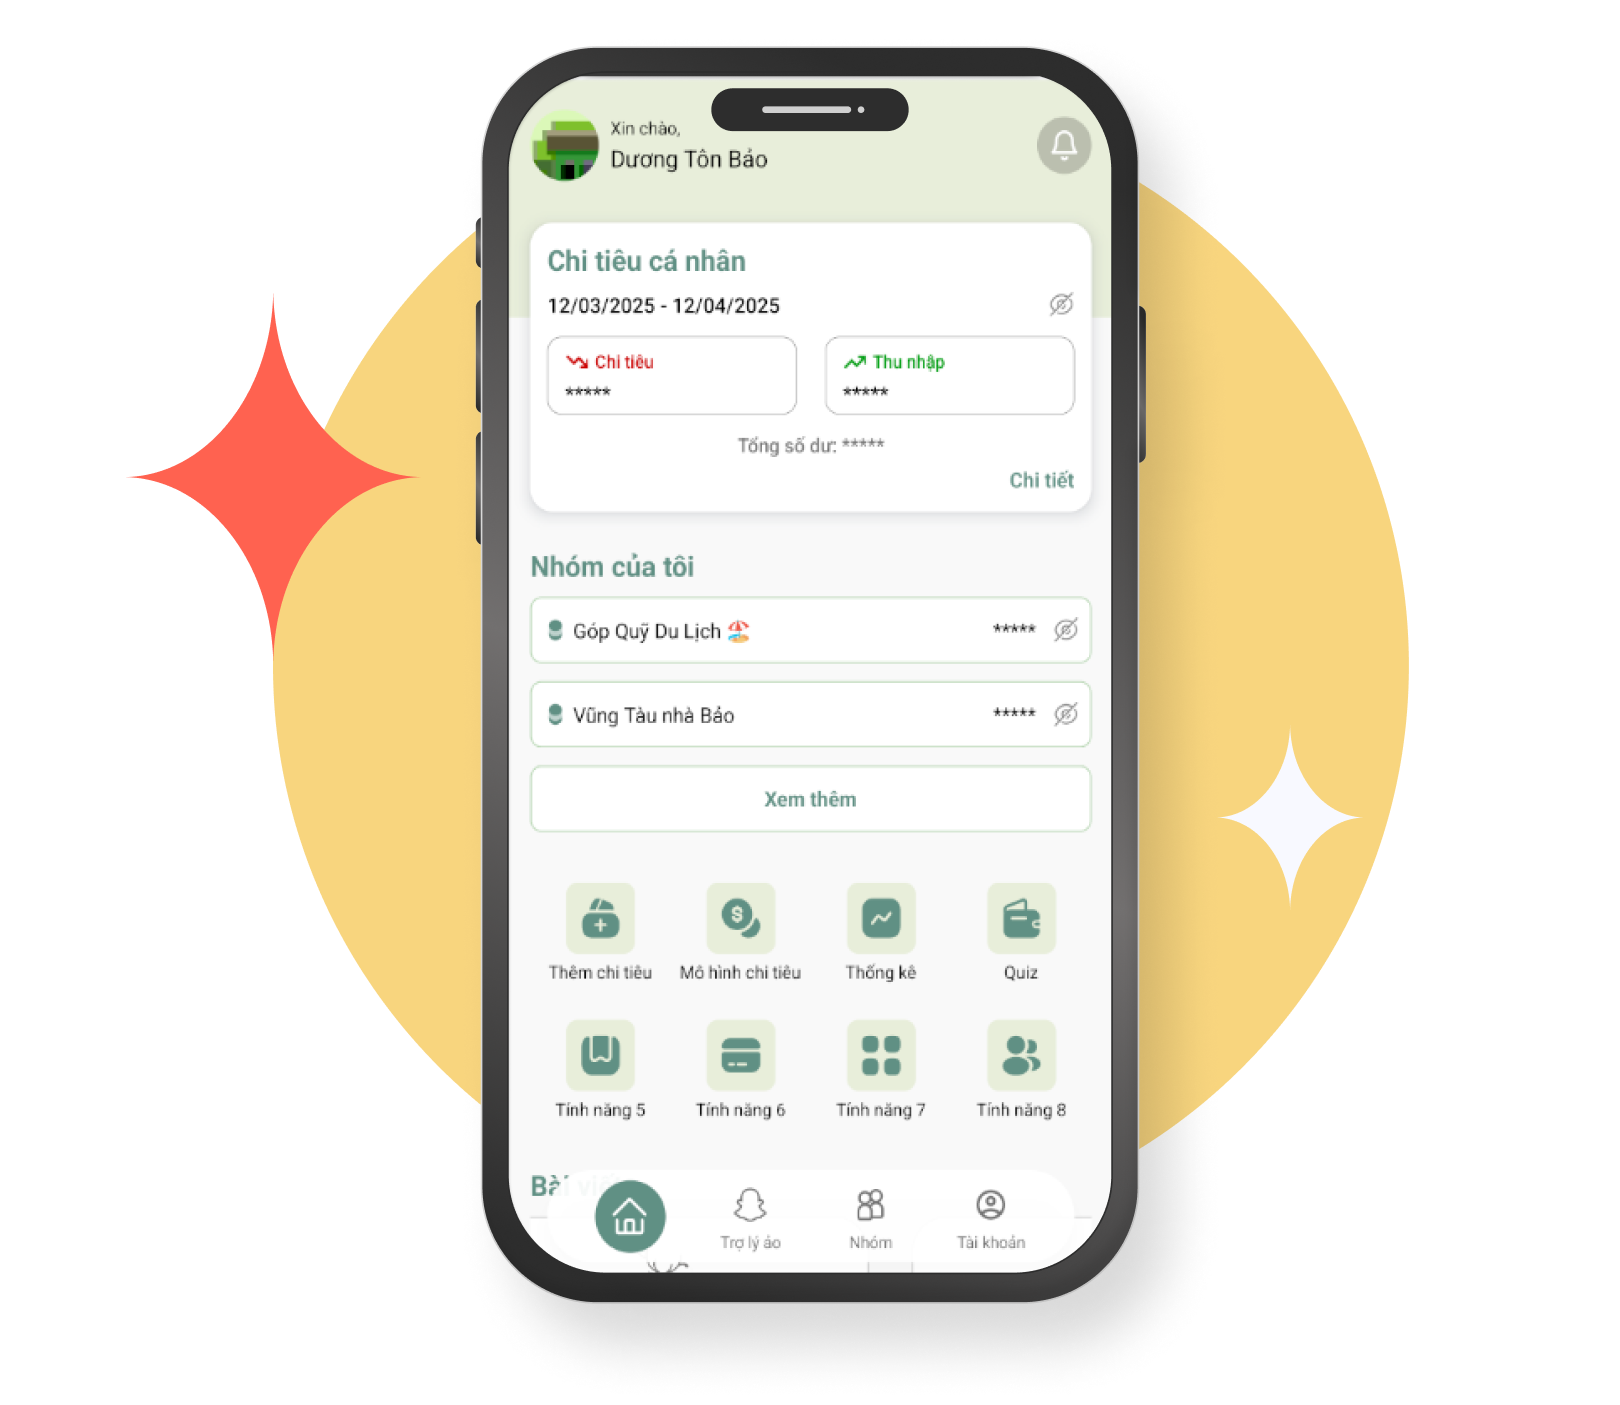 Xin chào,
Dương Tôn Bảo
Chi tiêu cá nhân
12/03/2025 - 12/04/2025
Chi tiêu
*****
Thu nhập
*****
Tổng số dư: *****
Chi tiết
Nhóm của tôi
Góp Quỹ Du Lịch 🏖️
*****
Vũng Tàu nhà Bảo
*****
Xem thêm
Thêm chi tiêu
Mô hình chi tiêu
Thống kê
Quiz
Tính năng 5
Tính năng 6
Tính năng 7
Tính năng 8
Bài
Trợ lý ảo
Nhóm
Tài khoản